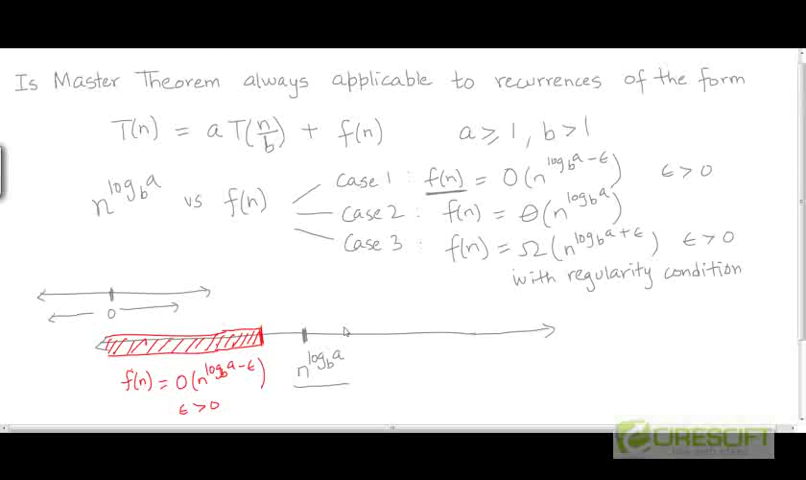 Is Master Theorem always applicable to recurrences of the form
T(n) = a T(n/b) + f(n)    a ≥ 1, b > 1
n^{log_b a} vs f(n)
Case 1 : f(n) = O(n^{log_b a - ε})    ε > 0
Case 2 : f(n) = Θ(n^{log_b a})
Case 3 : f(n) = Ω(n^{log_b a + ε})    ε > 0
with regularity condition
0
n^{log_b a}
f(n) = O(n^{log_b a - ε})
ε > 0